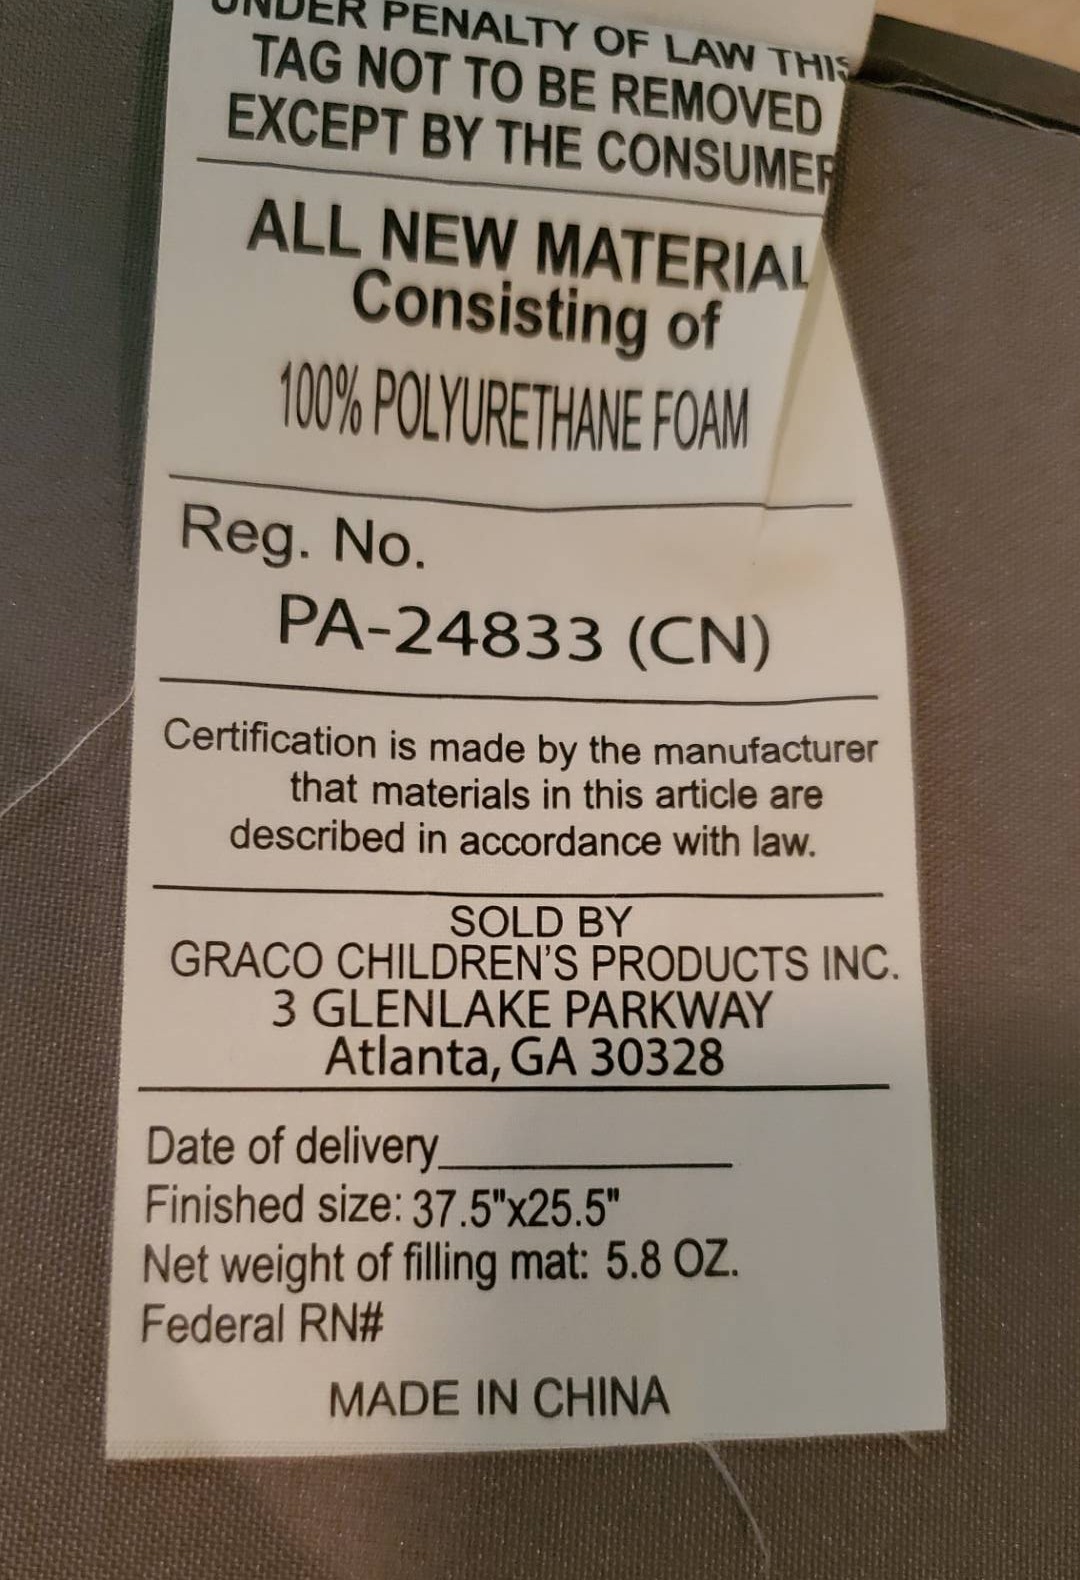 UNDER PENALTY OF LAW THIS
TAG NOT TO BE REMOVED
EXCEPT BY THE CONSUMER
ALL NEW MATERIAL
Consisting of
100% POLYURETHANE FOAM
Reg. No.
PA-24833 (CN)
Certification is made by the manufacturer
that materials in this article are
described in accordance with law.
SOLD BY
GRACO CHILDREN'S PRODUCTS INC.
3 GLENLAKE PARKWAY
Atlanta, GA 30328
Date of delivery
Finished size: 37.5"x25.5"
Net weight of filling mat: 5.8 OZ.
Federal RN#
MADE IN CHINA